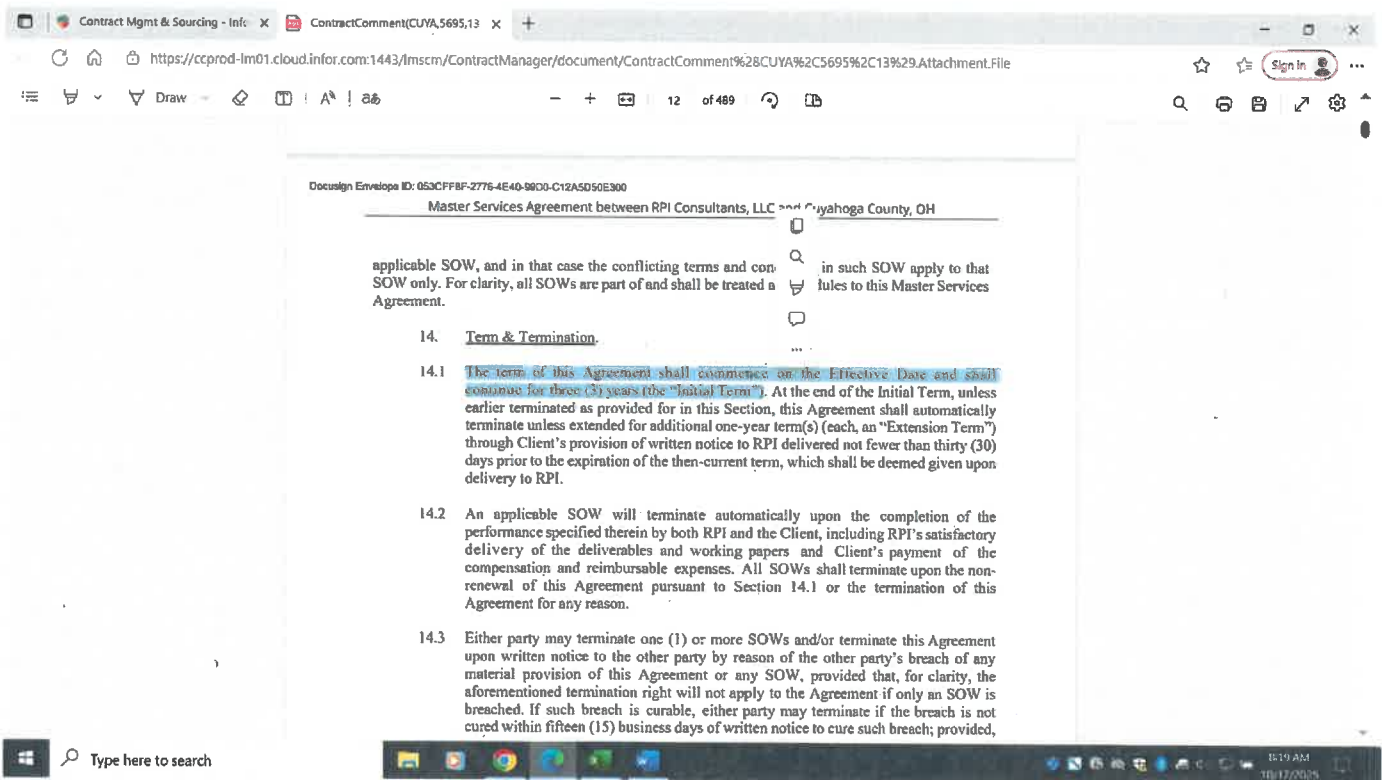 Contract Mgmt & Sourcing - Infc X
ContractComment(CUYA,5695,13 x +
https://ccprod-lm01.cloud.infor.com:1443/lmscm/ContractManager/document/ContractComment%28CUYA%2C5695%2C13%29.Attachment.File
Sign in
Draw
12 of 489
Docusign Envelope ID: 053CFFBF-2776-4E40-99D0-C12A5D50E300
Master Services Agreement between RPI Consultants, LLC and Cuyahoga County, OH
applicable SOW, and in that case the conflicting terms and con in such SOW apply to that
SOW only. For clarity, all SOWs are part of and shall be treated a dules to this Master Services
Agreement.
14. Term & Termination.
14.1 The term of this Agreement shall commence on the Effective Date and shall
continue for three (3) years (the "Initial Term"). At the end of the Initial Term, unless
earlier terminated as provided for in this Section, this Agreement shall automatically
terminate unless extended for additional one-year term(s) (each, an "Extension Term")
through Client's provision of written notice to RPI delivered not fewer than thirty (30)
days prior to the expiration of the then-current term, which shall be deemed given upon
delivery to RPI.
14.2 An applicable SOW will terminate automatically upon the completion of the
performance specified therein by both RPI and the Client, including RPI's satisfactory
delivery of the deliverables and working papers and Client's payment of the
compensation and reimbursable expenses. All SOWs shall terminate upon the non-
renewal of this Agreement pursuant to Section 14.1 or the termination of this
Agreement for any reason.
14.3 Either party may terminate one (1) or more SOWs and/or terminate this Agreement
upon written notice to the other party by reason of the other party's breach of any
material provision of this Agreement or any SOW, provided that, for clarity, the
aforementioned termination right will not apply to the Agreement if only an SOW is
breached. If such breach is curable, either party may terminate if the breach is not
cured within fifteen (15) business days of written notice to cure such breach; provided,
Type here to search
8:19 AM
10/17/2025